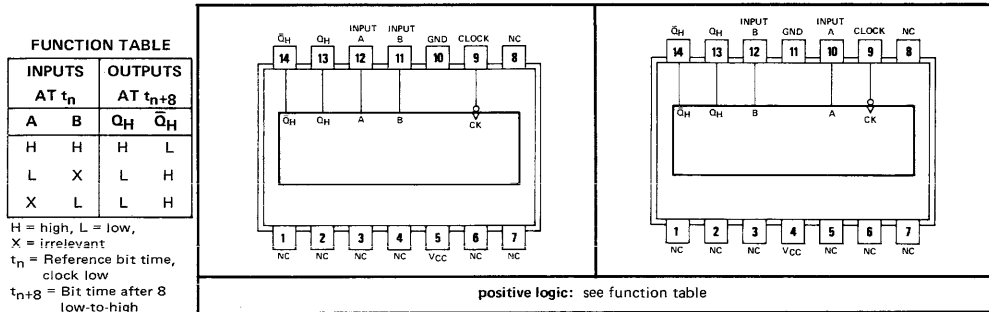 FUNCTION TABLE
INPUTS OUTPUTS
AT tn AT tn+8
A B QH Q̄H
H H H L
L X L H
X L L H
H = high, L = low,
X = irrelevant
tn = Reference bit time,
clock low
tn+8 = Bit time after 8
low-to-high
INPUT INPUT
Q̄H QH A B GND CLOCK NC
14 13 12 11 10 9 8
Q̄H QH A B CK
1 2 3 4 5 6 7
NC NC NC NC VCC NC NC
INPUT INPUT
Q̄H QH B GND A CLOCK NC
14 13 12 11 10 9 8
Q̄H QH B A CK
1 2 3 4 5 6 7
NC NC NC VCC NC NC NC
positive logic: see function table